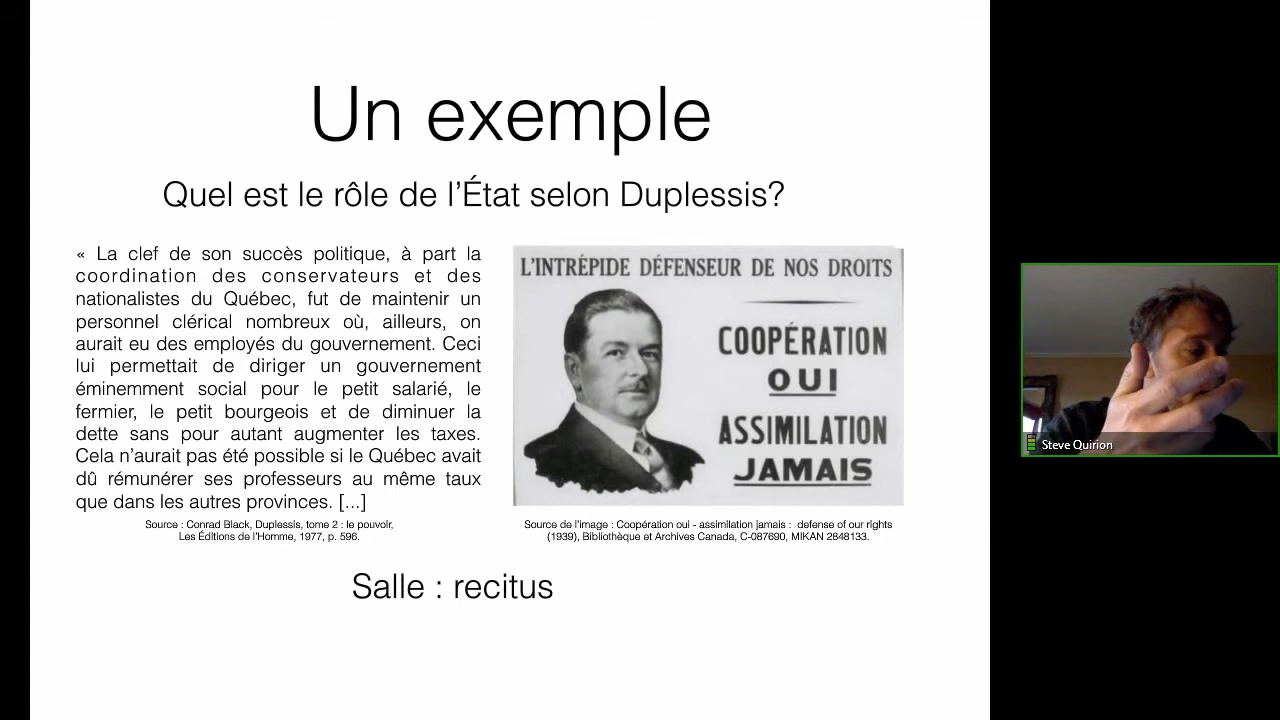 Un exemple
Quel est le rôle de l'État selon Duplessis?
« La clef de son succès politique, à part la
coordination des conservateurs et des
nationalistes du Québec, fut de maintenir un
personnel clérical nombreux où, ailleurs, on
aurait eu des employés du gouvernement. Ceci
lui permettait de diriger un gouvernement
éminemment social pour le petit salarié, le
fermier, le petit bourgeois et de diminuer la
dette sans pour autant augmenter les taxes.
Cela n'aurait pas été possible si le Québec avait
dû rémunérer ses professeurs au même taux
que dans les autres provinces. [...]
Source : Conrad Black, Duplessis, tome 2 : le pouvoir,
Les Éditions de l'Homme, 1977, p. 596.
L'INTRÉPIDE DÉFENSEUR DE NOS DROITS
COOPÉRATION
OUI
ASSIMILATION
JAMAIS
Source de l'image : Coopération oui - assimilation jamais : defense of our rights
(1939), Bibliothèque et Archives Canada, C-087690, MIKAN 2848133.
Salle : recitus
Steve Quirion